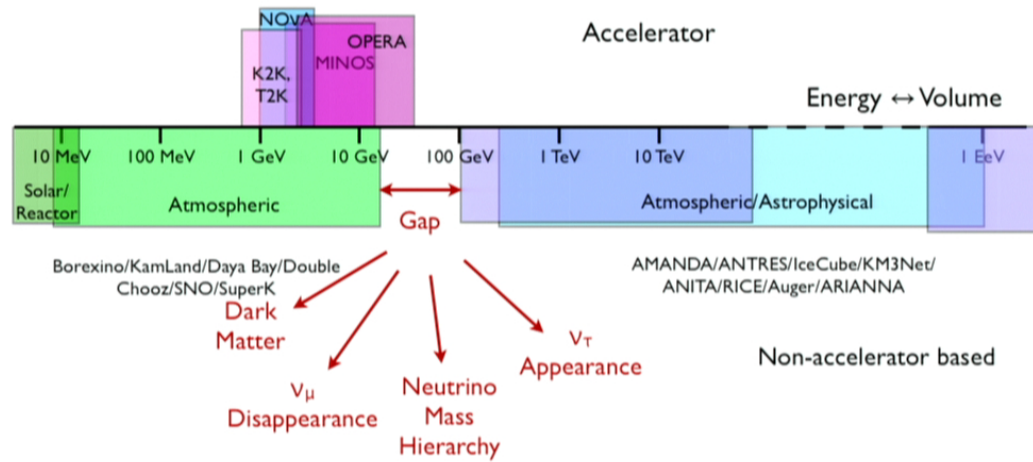 NOνA
Accelerator
OPERA
MINOS
K2K,
T2K
Energy ↔ Volume
10 MeV 100 MeV 1 GeV 10 GeV 100 GeV 1 TeV 10 TeV 1 EeV
Solar/
Reactor
Atmospheric
Gap
Atmospheric/Astrophysical
Borexino/KamLand/Daya Bay/Double
Chooz/SNO/SuperK
AMANDA/ANTRES/IceCube/KM3Net/
ANITA/RICE/Auger/ARIANNA
Dark
Matter
νμ
Disappearance
Neutrino
Mass
Hierarchy
ντ
Appearance
Non-accelerator based